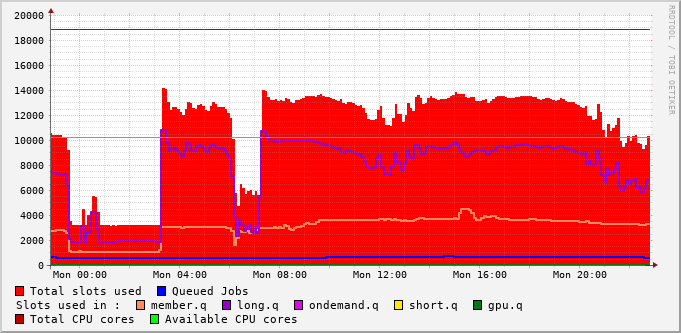 20000
18000
16000
14000
12000
10000
8000
6000
4000
2000
0
Mon 00:00 Mon 04:00 Mon 08:00 Mon 12:00 Mon 16:00 Mon 20:00
RRDTOOL / TOBI OETIKER
Total slots used Queued Jobs
Slots used in : member.q long.q ondemand.q short.q gpu.q
Total CPU cores Available CPU cores